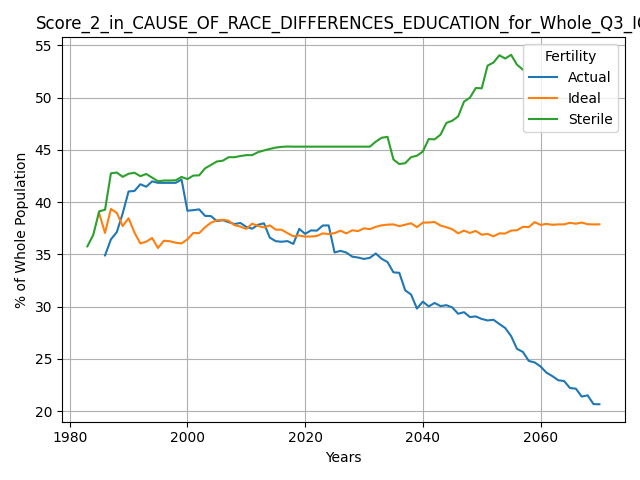 Score_2_in_CAUSE_OF_RACE_DIFFERENCES_EDUCATION_for_Whole_Q3_IQ
55
50
45
40
35
30
25
20
% of Whole Population
Fertility
Actual
Ideal
Sterile
1980
2000
2020
2040
2060
Years